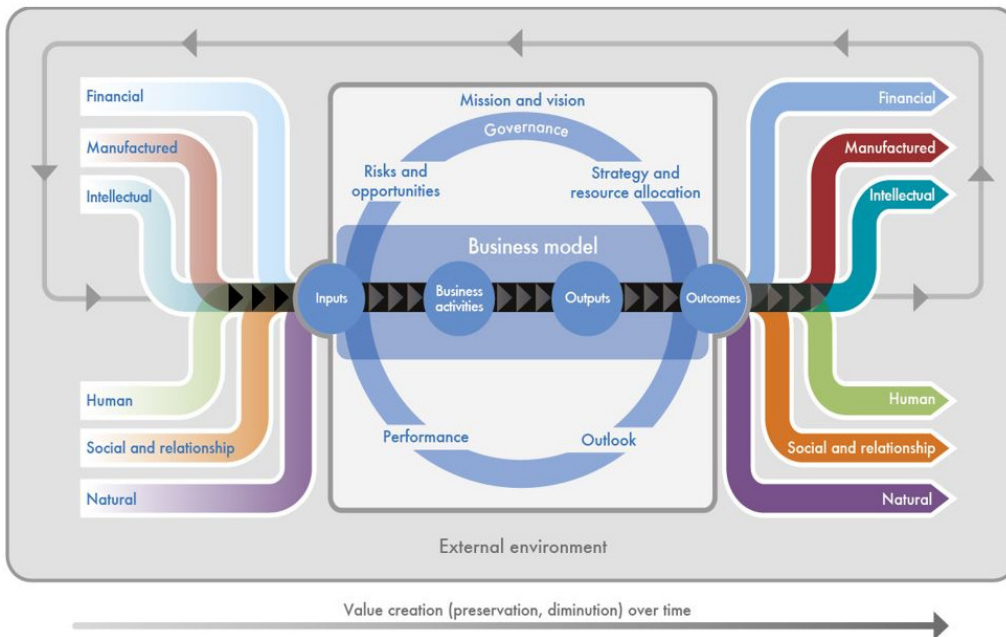 Financial
Manufactured
Intellectual
Human
Social and relationship
Natural
Mission and vision
Governance
Risks and
opportunities
Strategy and
resource allocation
Business model
Inputs
Business
activities
Outputs
Outcomes
Performance
Outlook
Financial
Manufactured
Intellectual
Human
Social and relationship
Natural
External environment
Value creation (preservation, diminution) over time